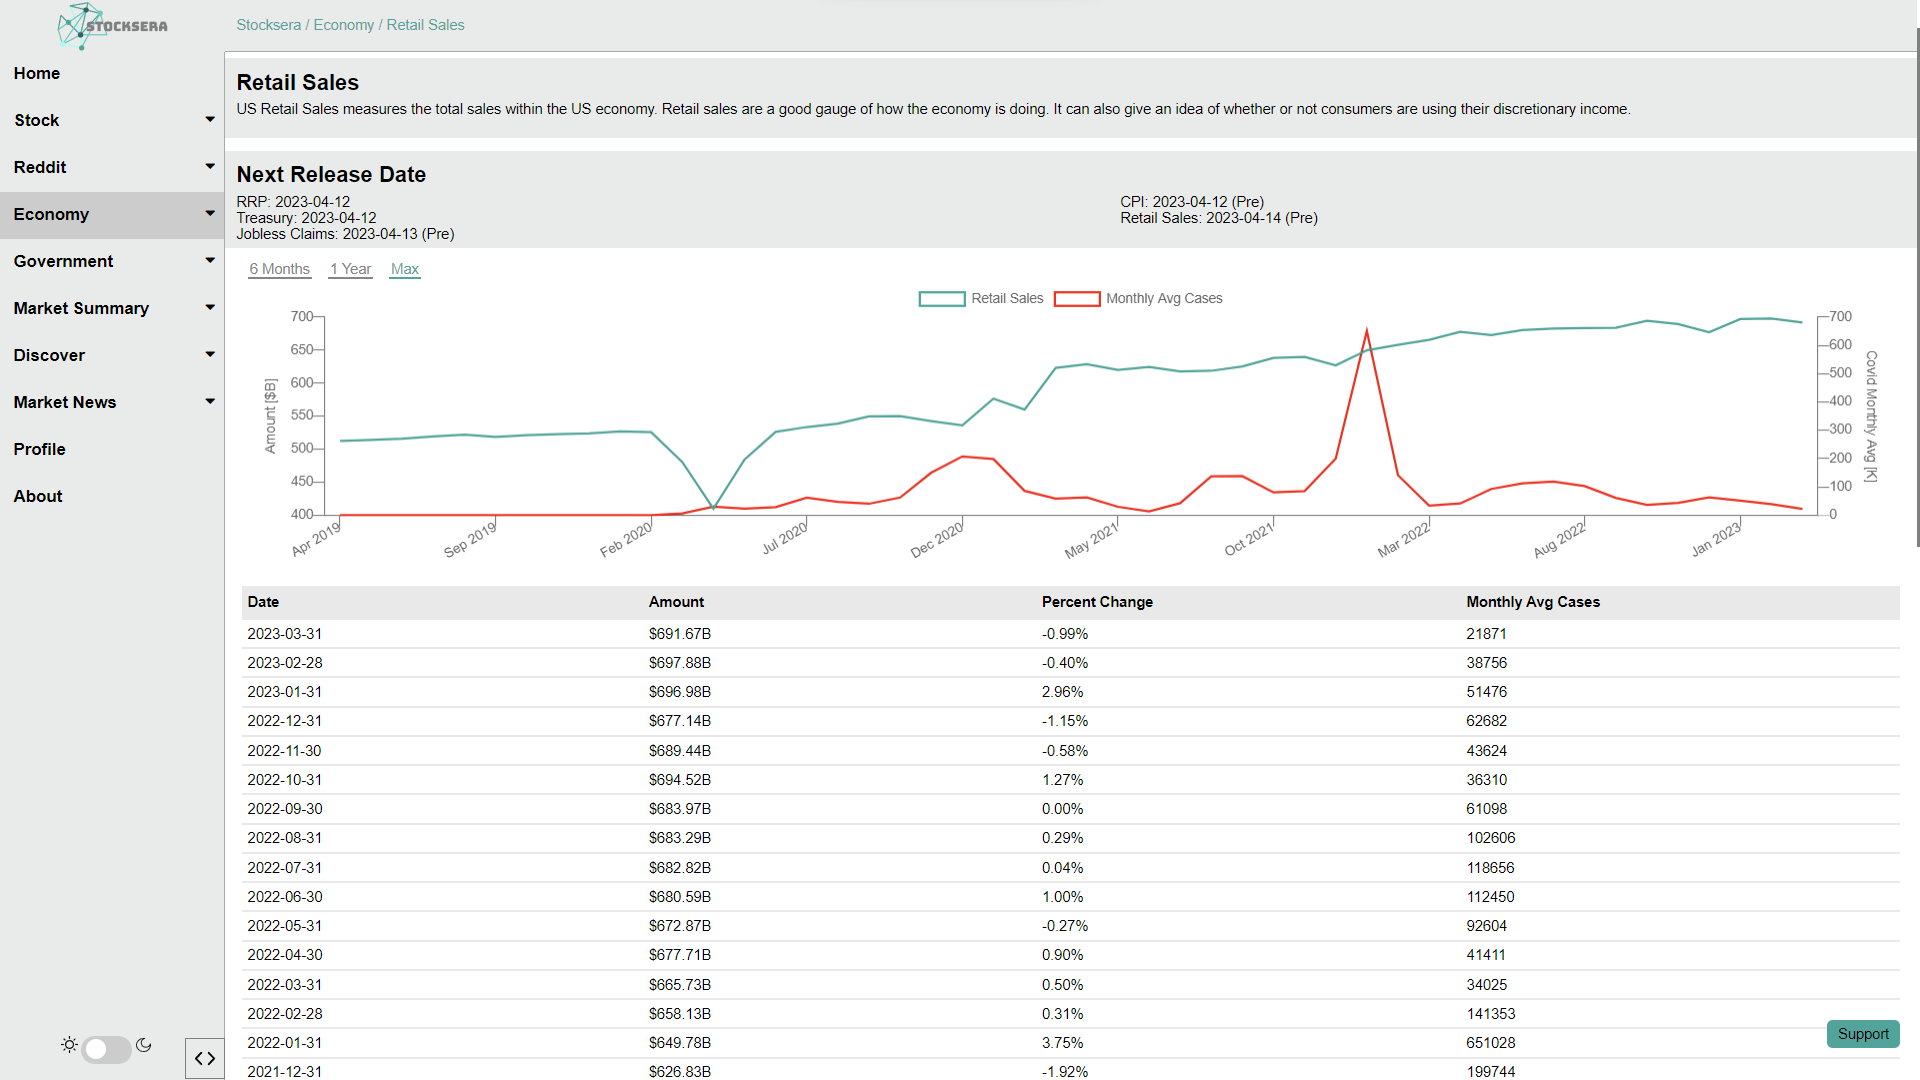 STOCKSERA
Stocksera / Economy / Retail Sales
Home
Stock
Reddit
Economy
Government
Market Summary
Discover
Market News
Profile
About
Retail Sales
US Retail Sales measures the total sales within the US economy. Retail sales are a good gauge of how the economy is doing. It can also give an idea of whether or not consumers are using their discretionary income.
Next Release Date
RRP: 2023-04-12
Treasury: 2023-04-12
Jobless Claims: 2023-04-13 (Pre)
CPI: 2023-04-12 (Pre)
Retail Sales: 2023-04-14 (Pre)
6 Months 1 Year Max
Retail Sales Monthly Avg Cases
Amount [$B]
700
650
600
550
500
450
400
Apr 2019 Sep 2019 Feb 2020 Jul 2020 Dec 2020 May 2021 Oct 2021 Mar 2022 Aug 2022 Jan 2023
700
600
500
400
300
200
100
0
Covid Monthly Avg [K]
Date Amount Percent Change Monthly Avg Cases
2023-03-31 $691.67B -0.99% 21871
2023-02-28 $697.88B -0.40% 38756
2023-01-31 $696.98B 2.96% 51476
2022-12-31 $677.14B -1.15% 62682
2022-11-30 $689.44B -0.58% 43624
2022-10-31 $694.52B 1.27% 36310
2022-09-30 $683.97B 0.00% 61098
2022-08-31 $683.29B 0.29% 102606
2022-07-31 $682.82B 0.04% 118656
2022-06-30 $680.59B 1.00% 112450
2022-05-31 $672.87B -0.27% 92604
2022-04-30 $677.71B 0.90% 41411
2022-03-31 $665.73B 0.50% 34025
2022-02-28 $658.13B 0.31% 141353
2022-01-31 $649.78B 3.75% 651028
2021-12-31 $626.83B -1.92% 199744
Support